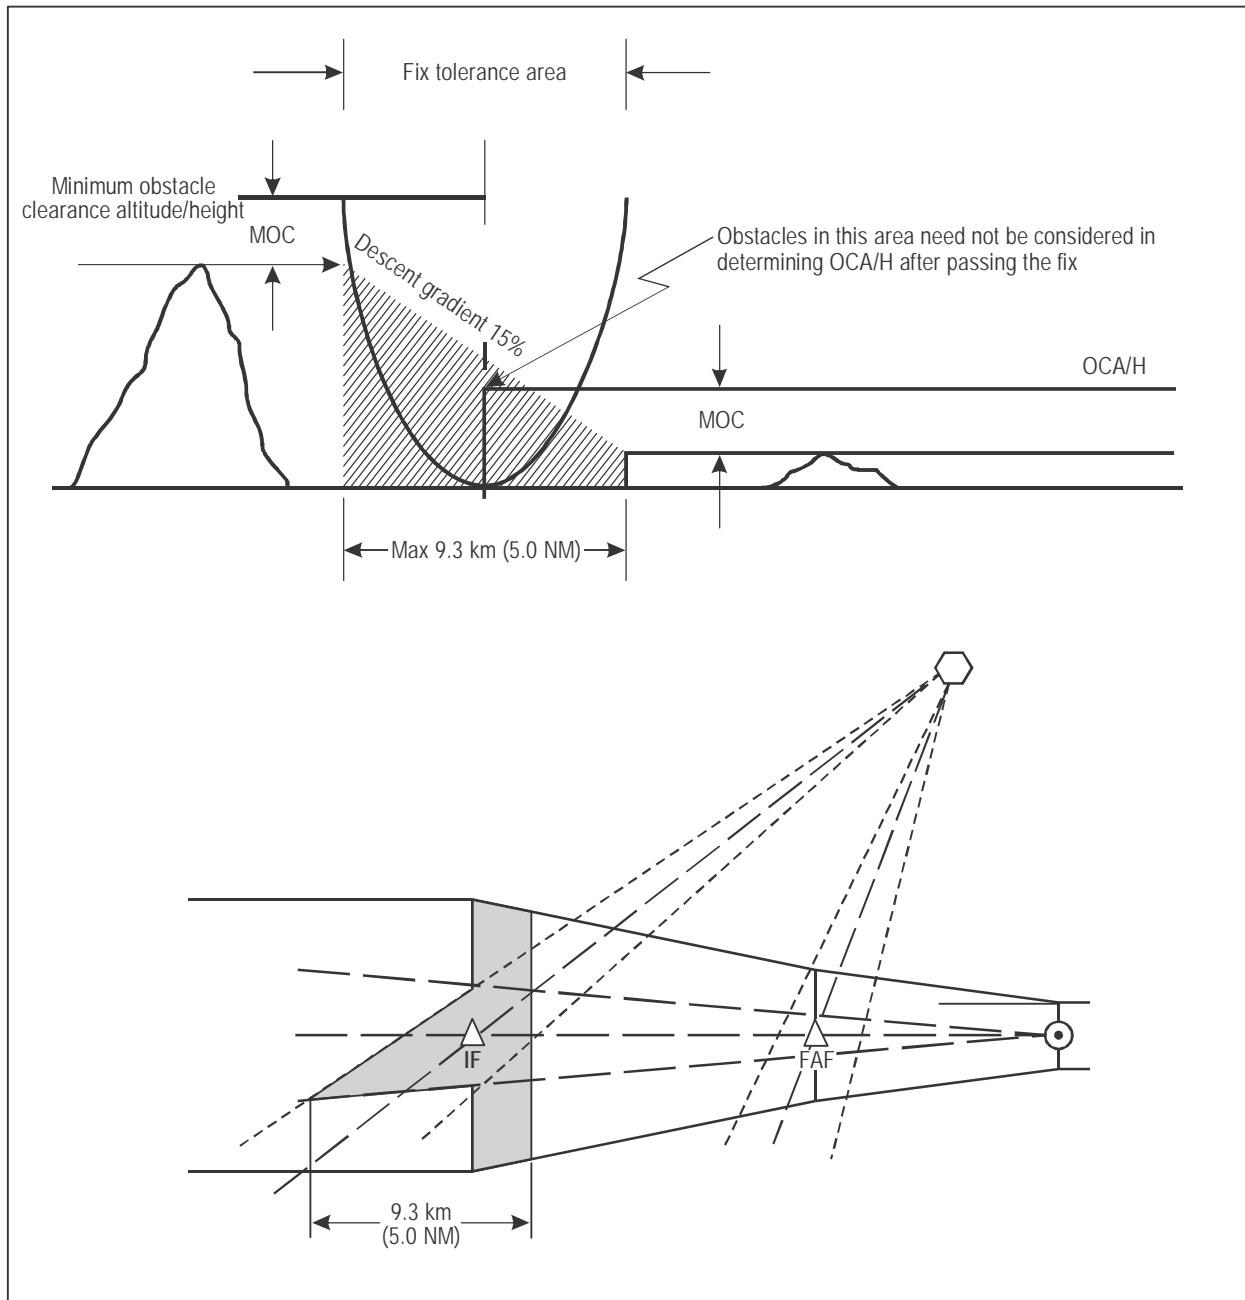 Fix tolerance area
Minimum obstacle
clearance altitude/height
MOC
Descent gradient 15%
Obstacles in this area need not be considered in
determining OCA/H after passing the fix
OCA/H
MOC
Max 9.3 km (5.0 NM)
IF
FAF
9.3 km
(5.0 NM)